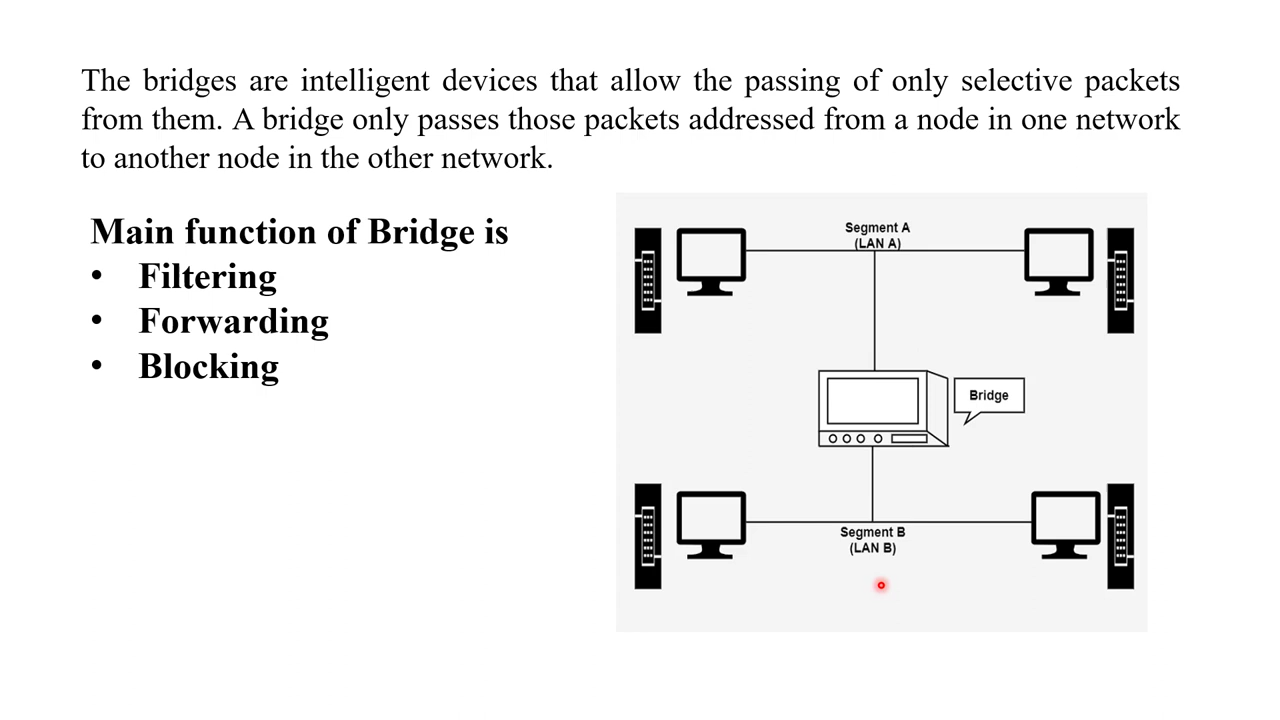 The bridges are intelligent devices that allow the passing of only selective packets
from them. A bridge only passes those packets addressed from a node in one network
to another node in the other network.
Main function of Bridge is
• Filtering
• Forwarding
• Blocking
Segment A
(LAN A)
Bridge
Segment B
(LAN B)